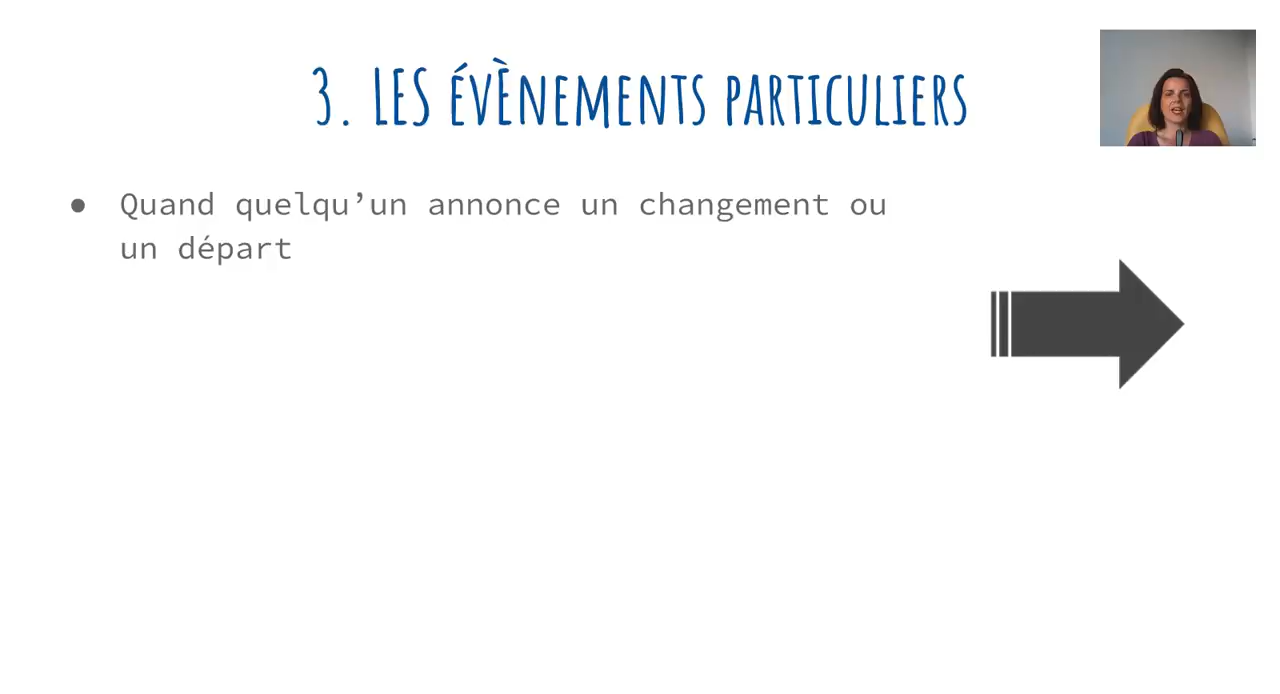 3. LES ÉVÈNEMENTS PARTICULIERS
● Quand quelqu’un annonce un changement ou
un départ